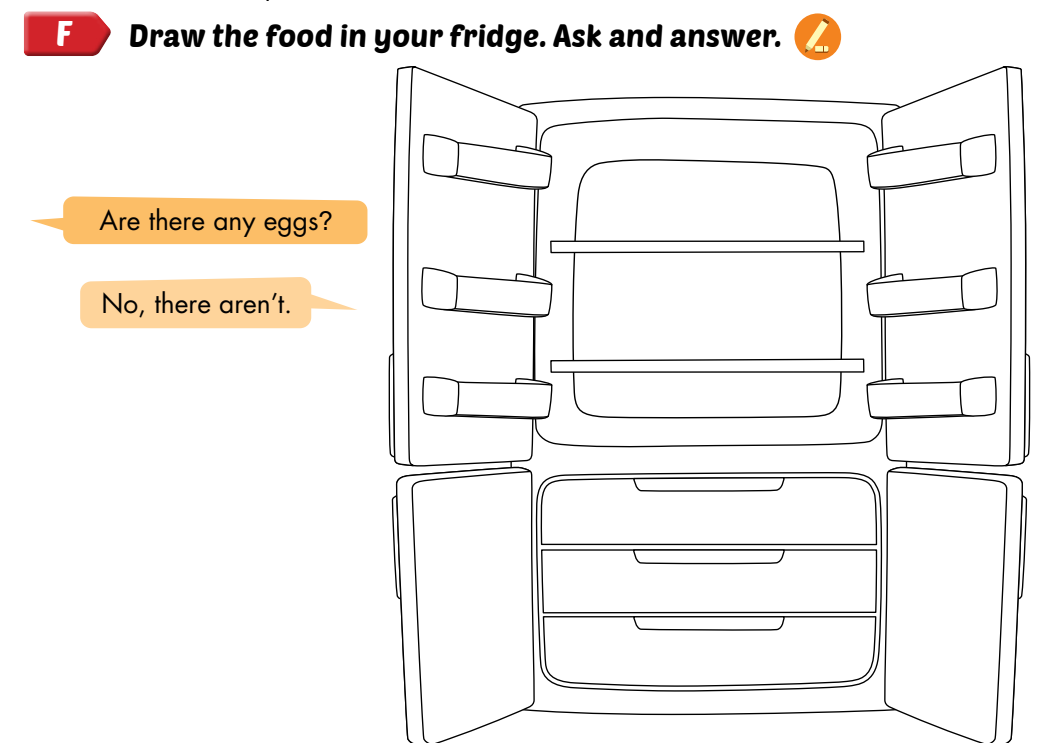 F Draw the food in your fridge. Ask and answer.
Are there any eggs?
No, there aren't.